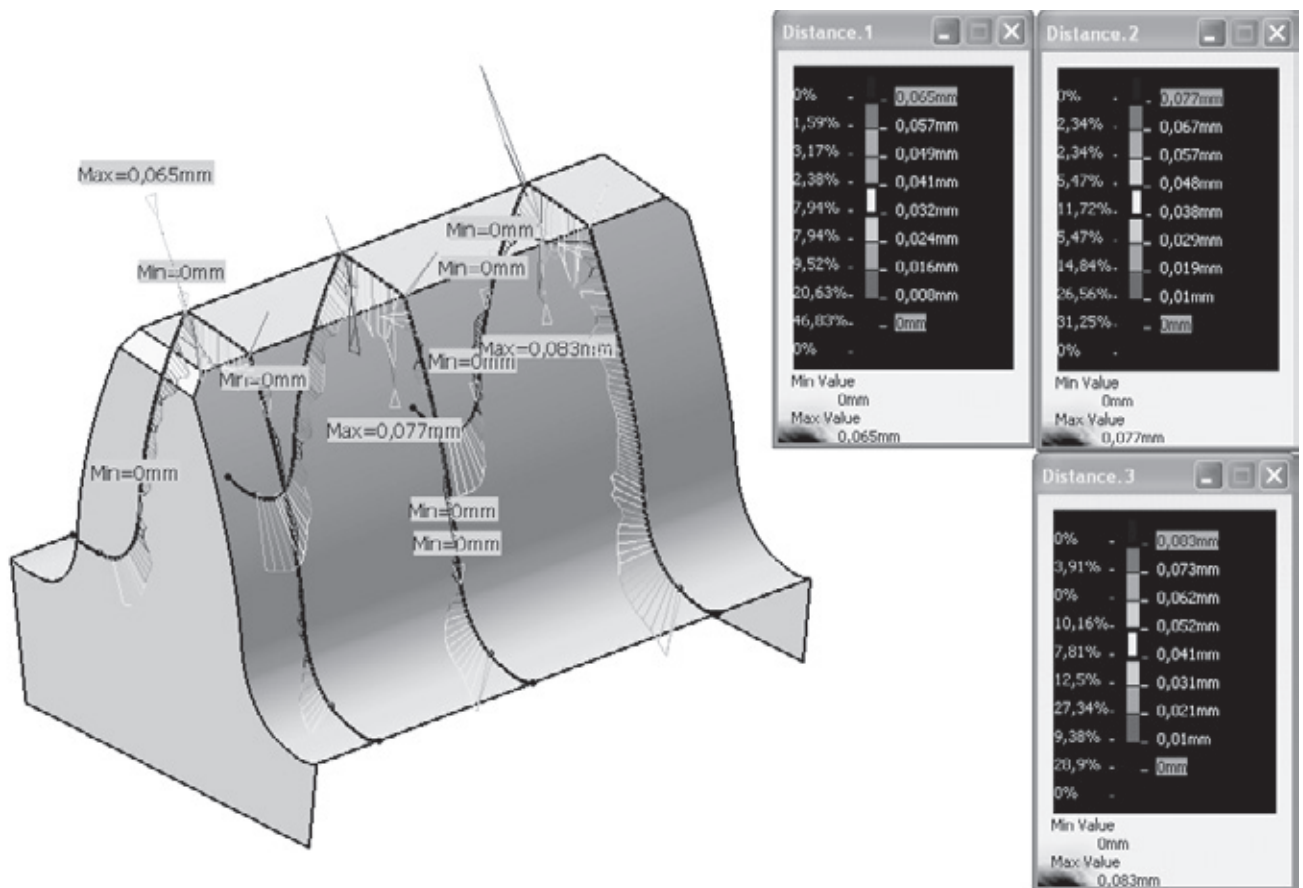 Max=0,065mm
Min=0mm
Min=0mm
Min=0mm
Min=0mm
Max=0,083mm
Min=0mm
Min=0mm
Max=0,077mm
Min=0mm
Min=0mm
Min=0mm
Distance.1
0%
0,065mm
1,59%
0,057mm
3,17%
0,049mm
2,38%
0,041mm
7,94%
0,032mm
7,94%
0,024mm
9,52%
0,016mm
20,63%
0,008mm
46,83%
0mm
0%
Min Value
0mm
Max Value
0,065mm
Distance.2
0%
0,077mm
2,34%
0,067mm
2,34%
0,057mm
5,47%
0,048mm
11,72%
0,038mm
5,47%
0,029mm
14,84%
0,019mm
26,56%
0,01mm
31,25%
0mm
0%
Min Value
0mm
Max Value
0,077mm
Distance.3
0%
0,083mm
3,91%
0,073mm
0%
0,062mm
10,16%
0,052mm
7,81%
0,041mm
12,5%
0,031mm
27,34%
0,021mm
9,38%
0,01mm
28,9%
0mm
0%
Min Value
0mm
Max Value
0,083mm